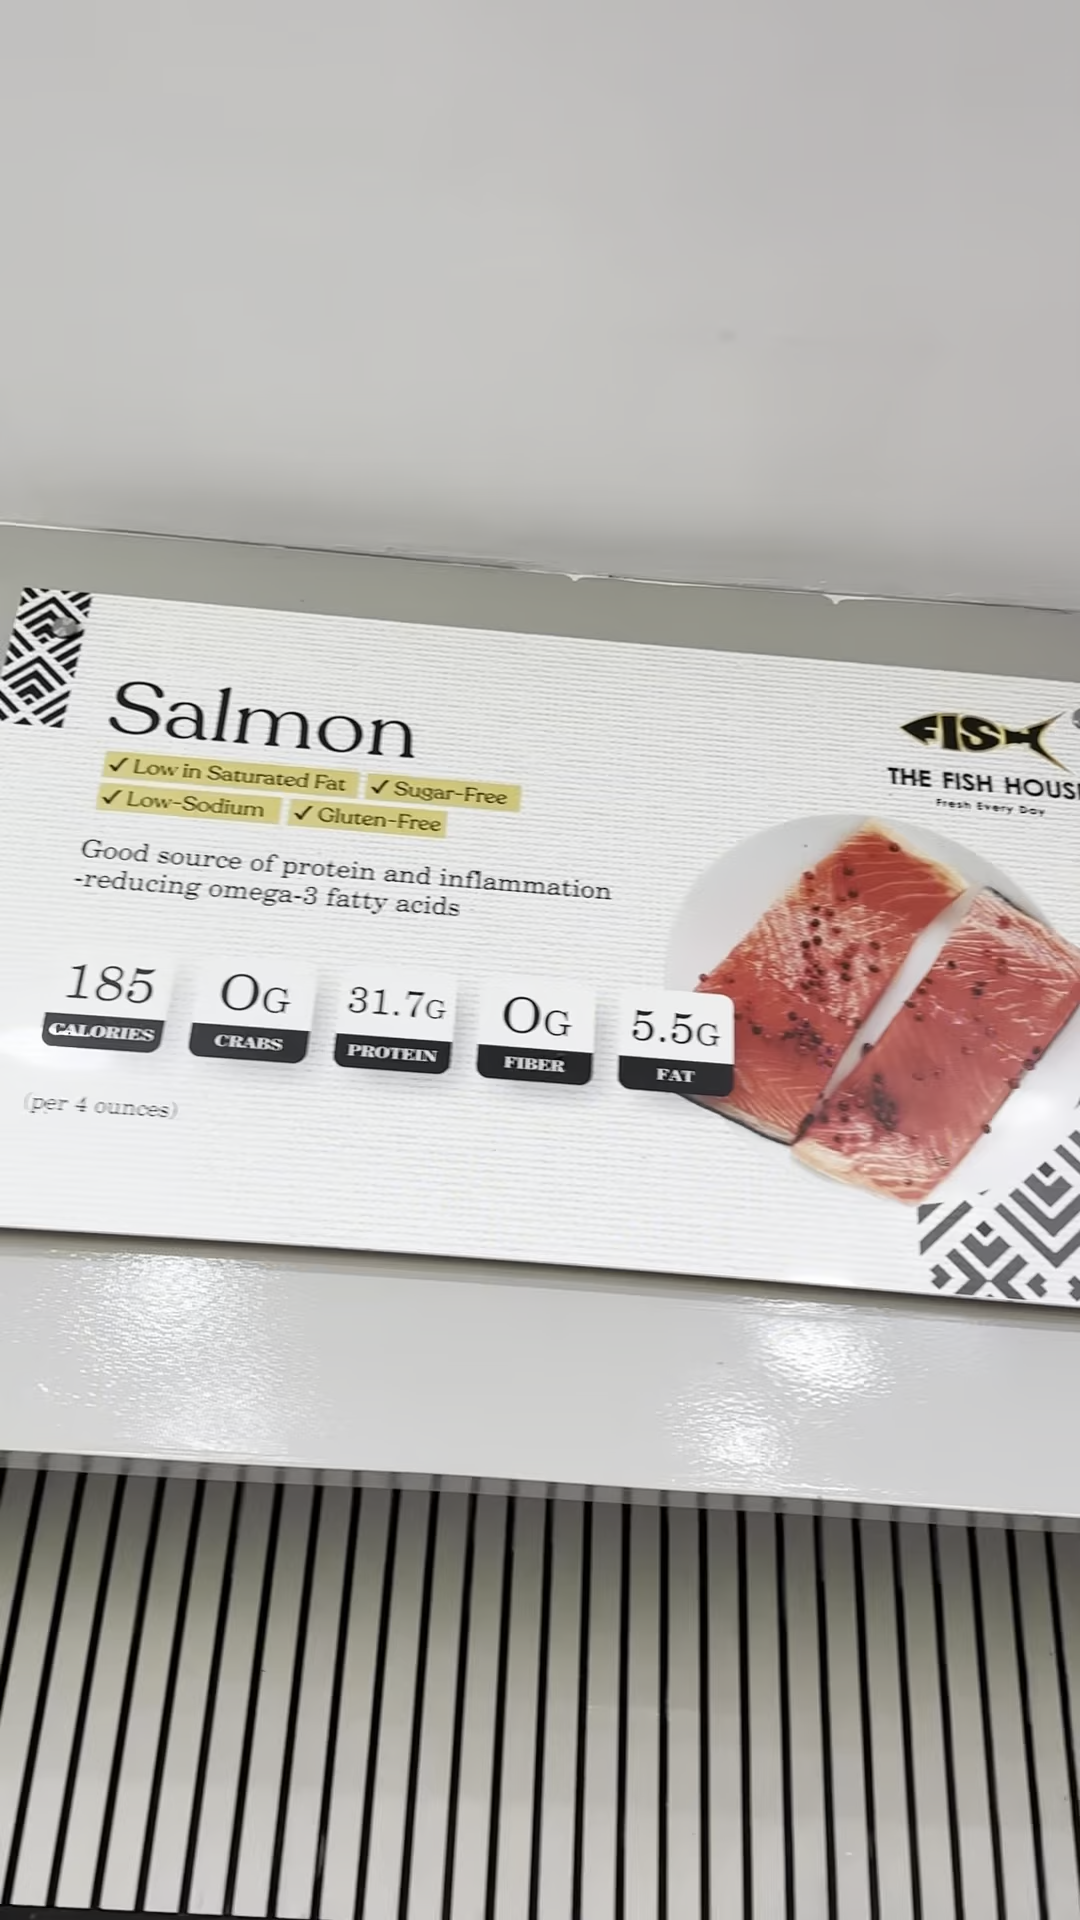 Salmon
✓ Low in Saturated Fat ✓ Sugar-Free
✓ Low-Sodium ✓ Gluten-Free
Good source of protein and inflammation
-reducing omega-3 fatty acids
185 CALORIES
0G CRABS
31.7G PROTEIN
0G FIBER
5.5G FAT
(per 4 ounces)
FISH
THE FISH HOUS
Fresh Every Day